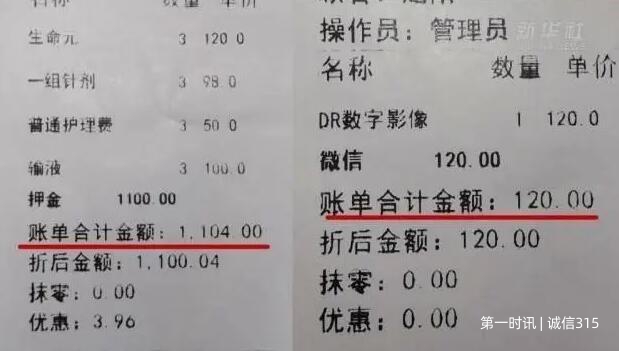 名称 数量 单价
生命元 3 120.0
一组针剂 3 98.0
普通护理费 3 50.0
输液 3 100.0
押金 1100.00
账单合计金额: 1,104.00
折后金额: 1,100.04
抹零: 0.00
优惠: 3.96
新华社
操作员: 管理员
名称 数量 单价
DR数字影像 1 120.0
微信 120.00
账单合计金额: 120.00
折后金额: 120.00
抹零: 0.00
优惠: 0.00
第一时讯 | 诚信315